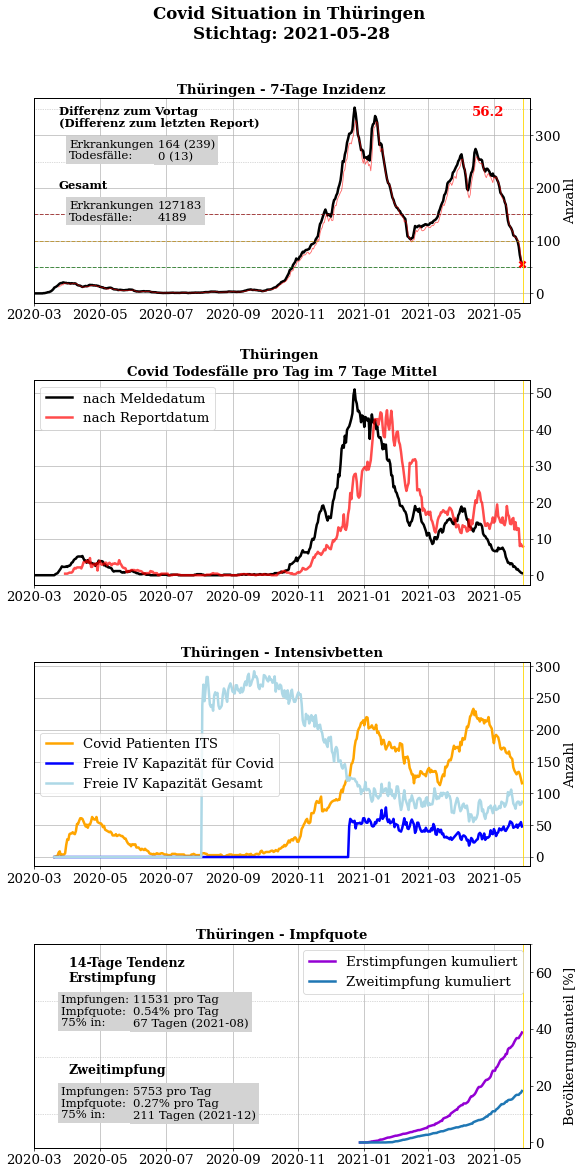 Covid Situation in Thüringen
Stichtag: 2021-05-28
Thüringen - 7-Tage Inzidenz
Differenz zum Vortag
(Differenz zum letzten Report)
Erkrankungen 164 (239)
Todesfälle: 0 (13)
Gesamt
Erkrankungen 127183
Todesfälle: 4189
56.2
300
200
100
0
Anzahl
2020-03 2020-05 2020-07 2020-09 2020-11 2021-01 2021-03 2021-05
Thüringen
Covid Todesfälle pro Tag im 7 Tage Mittel
nach Meldedatum
nach Reportdatum
50
40
30
20
10
0
2020-03 2020-05 2020-07 2020-09 2020-11 2021-01 2021-03 2021-05
Thüringen - Intensivbetten
Covid Patienten ITS
Freie IV Kapazität für Covid
Freie IV Kapazität Gesamt
300
250
200
150
100
50
0
Anzahl
2020-03 2020-05 2020-07 2020-09 2020-11 2021-01 2021-03 2021-05
Thüringen - Impfquote
14-Tage Tendenz
Erstimpfung
Impfungen: 11531 pro Tag
Impfquote: 0.54% pro Tag
75% in: 67 Tagen (2021-08)
Zweitimpfung
Impfungen: 5753 pro Tag
Impfquote: 0.27% pro Tag
75% in: 211 Tagen (2021-12)
Erstimpfungen kumuliert
Zweitimpfung kumuliert
60
40
20
0
Bevölkerungsanteil [%]
2020-03 2020-05 2020-07 2020-09 2020-11 2021-01 2021-03 2021-05